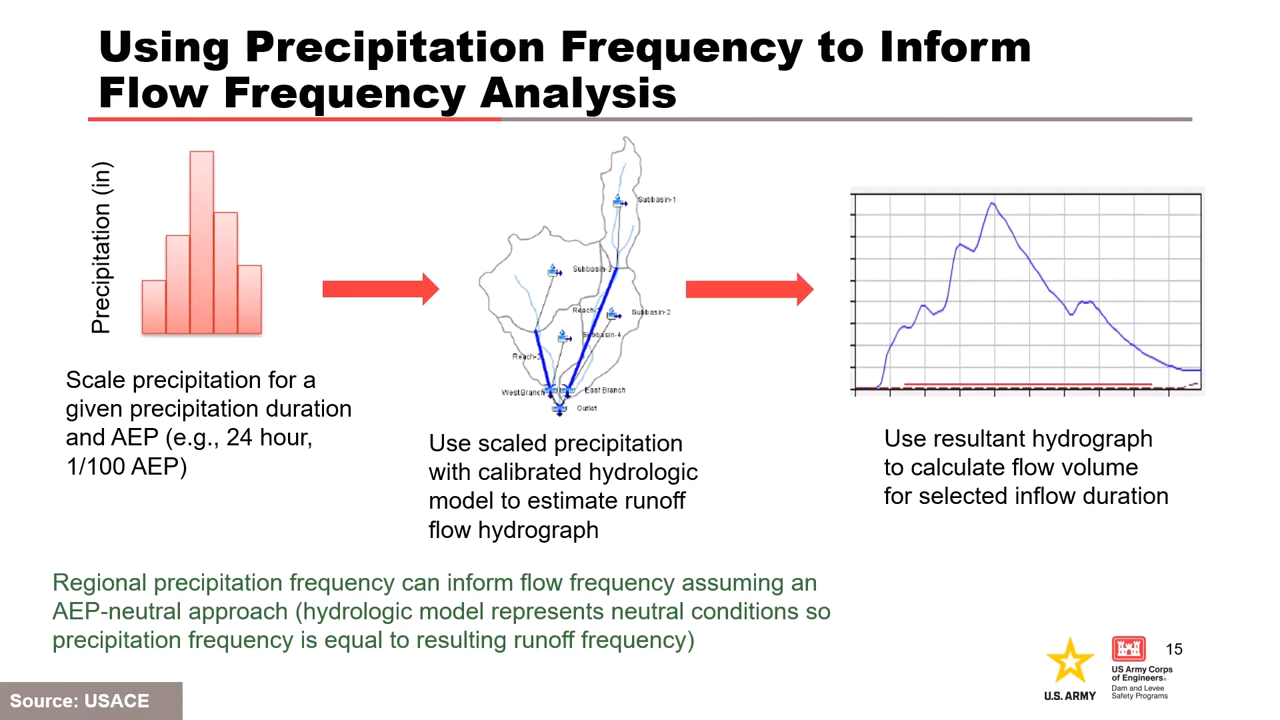 Using Precipitation Frequency to Inform
Flow Frequency Analysis
Precipitation (in)
Scale precipitation for a
given precipitation duration
and AEP (e.g., 24 hour,
1/100 AEP)
Subbasin-1
Subbasin-3
Reach-1
Subbasin-2
Subbasin-4
Reach-2
West Branch
East Branch
Outlet
Use scaled precipitation
with calibrated hydrologic
model to estimate runoff
flow hydrograph
Use resultant hydrograph
to calculate flow volume
for selected inflow duration
Regional precipitation frequency can inform flow frequency assuming an
AEP-neutral approach (hydrologic model represents neutral conditions so
precipitation frequency is equal to resulting runoff frequency)
U.S. ARMY
US Army Corps
of Engineers®
Dam and Levee
Safety Programs
15
Source: USACE